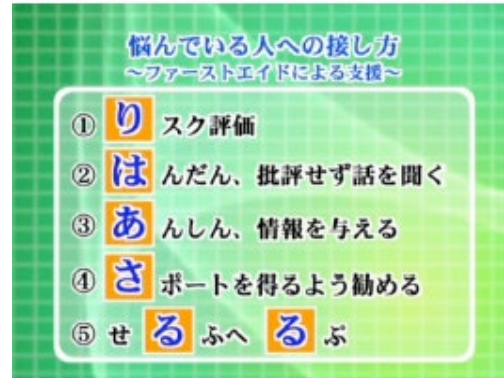 悩んでいる人への接し方
～ファーストエイドによる支援～
① りスク評価
② はんだん、批評せず話を聞く
③ あんしん、情報を与える
④ さポートを得るよう勧める
⑤ せるふへるぷ